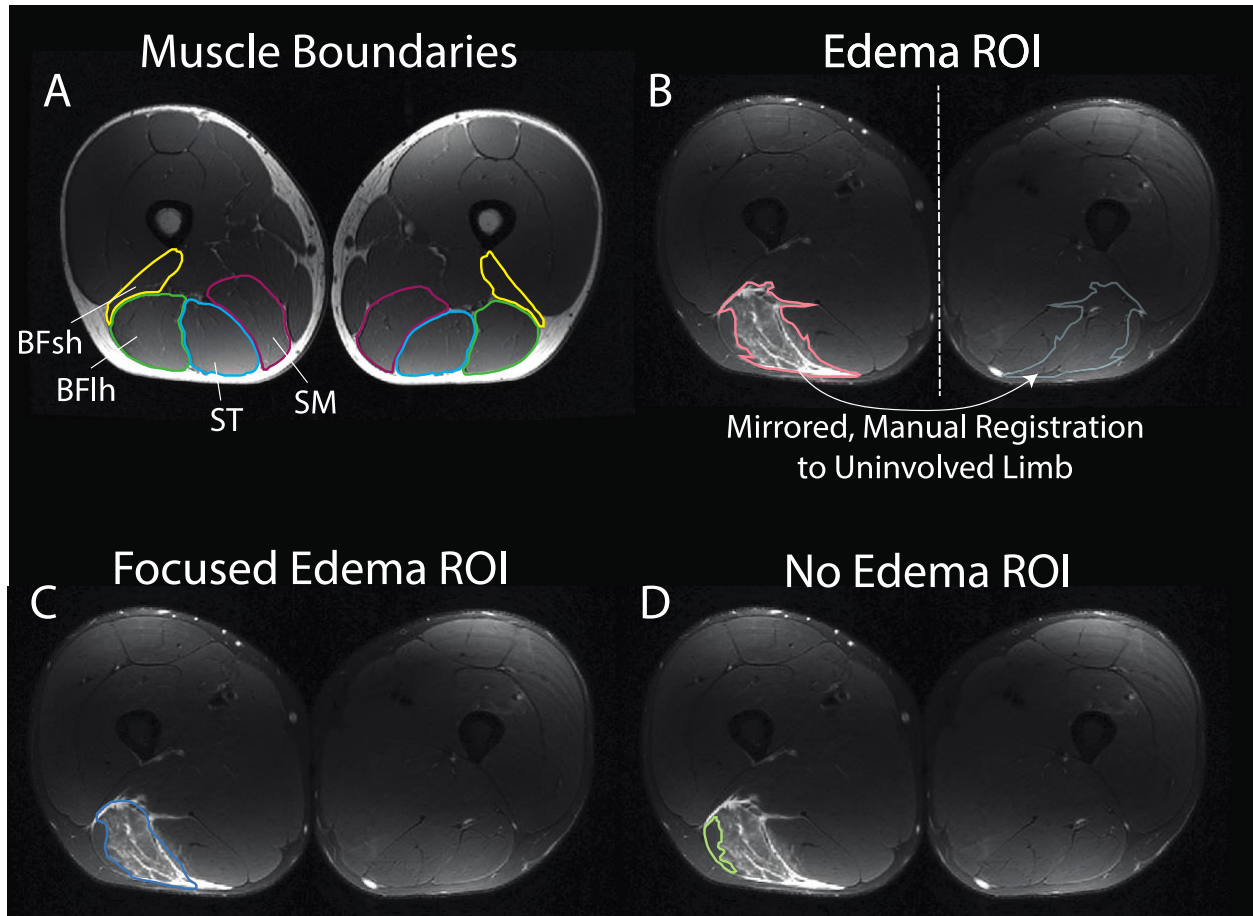 Muscle Boundaries
Edema ROI
A
B
BFsh
BFlh
ST
SM
Mirrored, Manual Registration
to Uninvolved Limb
Focused Edema ROI
No Edema ROI
C
D